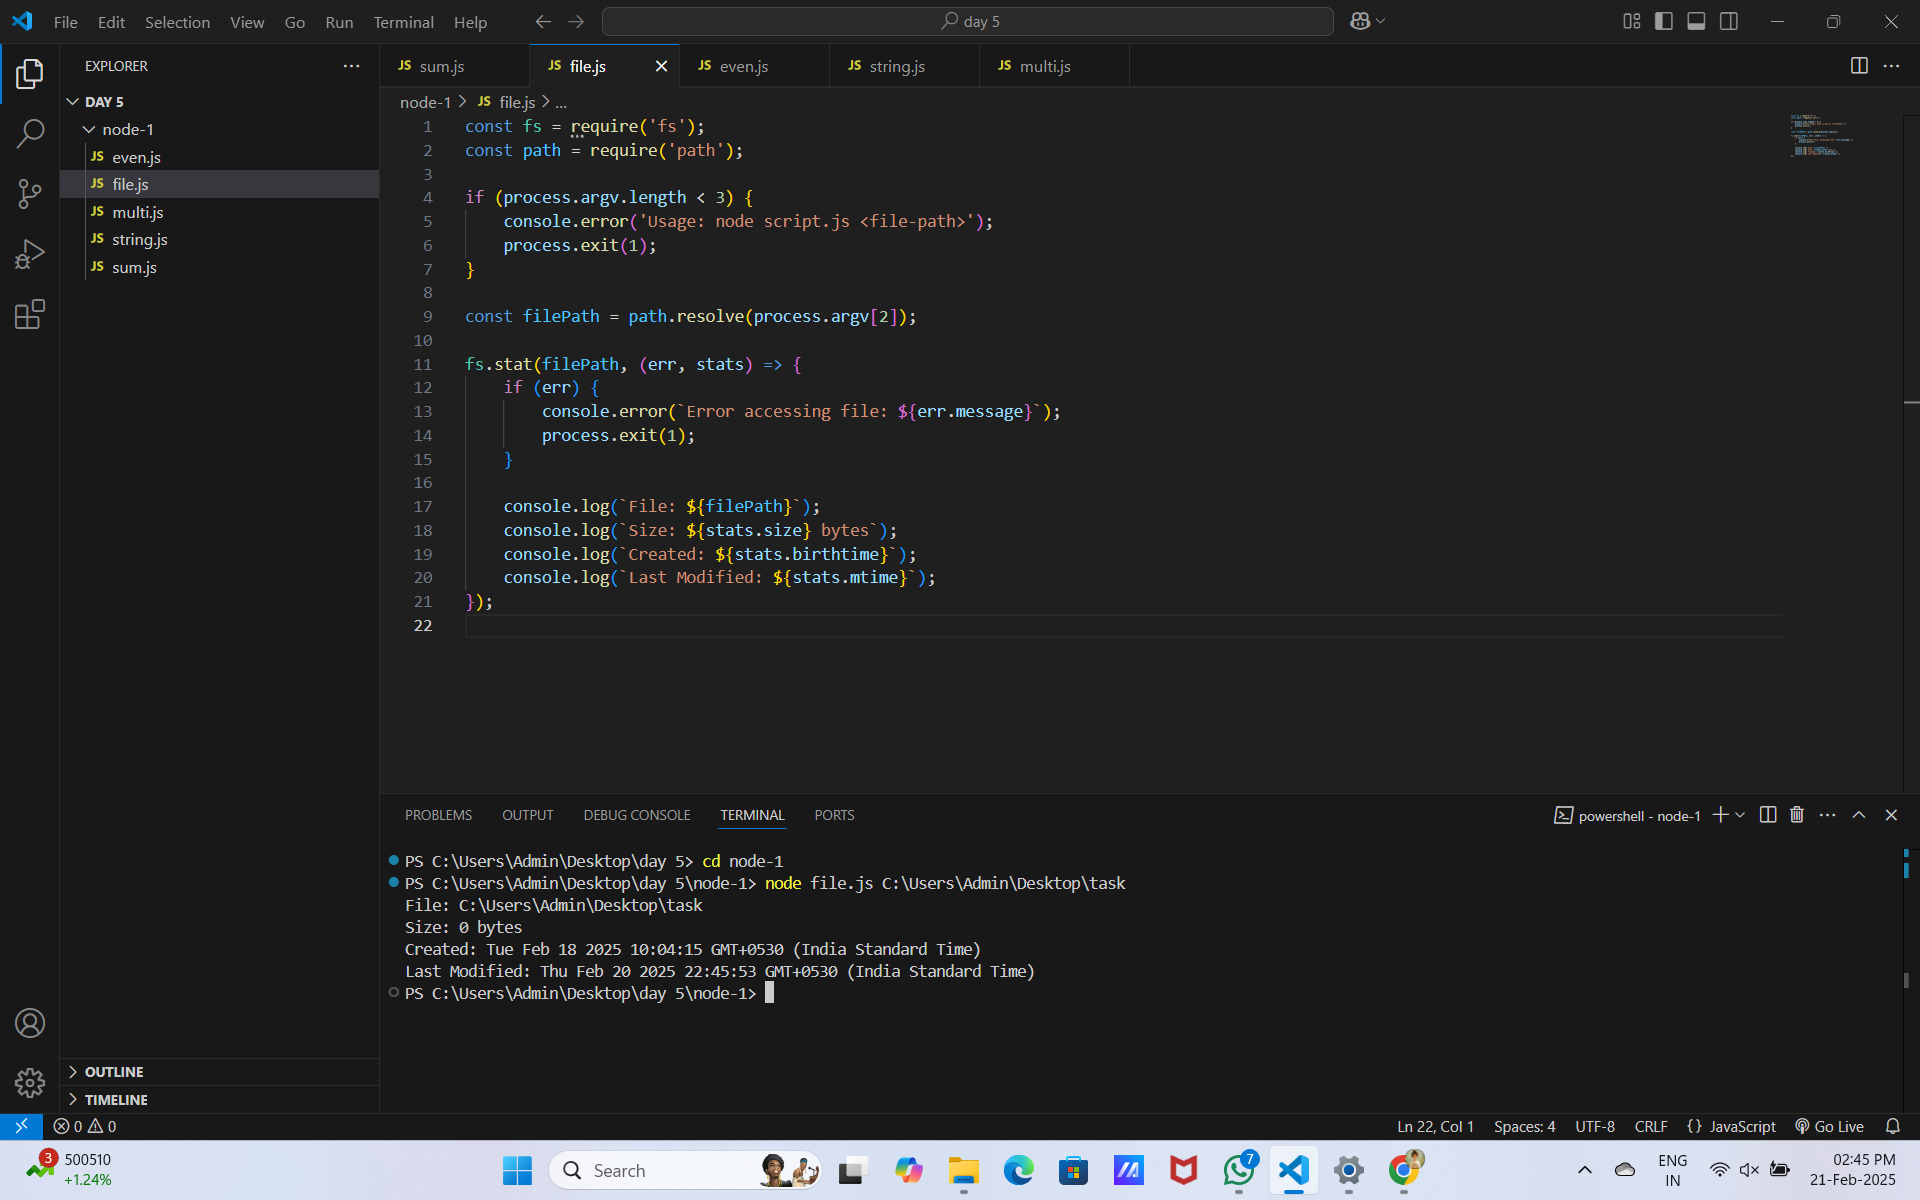 File Edit Selection View Go Run Terminal Help
day 5
EXPLORER
DAY 5
node-1
JS even.js
JS file.js
JS multi.js
JS string.js
JS sum.js
OUTLINE
TIMELINE
JS sum.js JS file.js JS even.js JS string.js JS multi.js
node-1 > JS file.js > ...
1 const fs = require('fs');
2 const path = require('path');
3
4 if (process.argv.length < 3) {
5 console.error('Usage: node script.js <file-path>');
6 process.exit(1);
7 }
8
9 const filePath = path.resolve(process.argv[2]);
10
11 fs.stat(filePath, (err, stats) => {
12 if (err) {
13 console.error(`Error accessing file: ${err.message}`);
14 process.exit(1);
15 }
16
17 console.log(`File: ${filePath}`);
18 console.log(`Size: ${stats.size} bytes`);
19 console.log(`Created: ${stats.birthtime}`);
20 console.log(`Last Modified: ${stats.mtime}`);
21 });
22
PROBLEMS OUTPUT DEBUG CONSOLE TERMINAL PORTS
powershell - node-1
PS C:\Users\Admin\Desktop\day 5> cd node-1
PS C:\Users\Admin\Desktop\day 5\node-1> node file.js C:\Users\Admin\Desktop\task
File: C:\Users\Admin\Desktop\task
Size: 0 bytes
Created: Tue Feb 18 2025 10:04:15 GMT+0530 (India Standard Time)
Last Modified: Thu Feb 20 2025 22:45:53 GMT+0530 (India Standard Time)
PS C:\Users\Admin\Desktop\day 5\node-1>
0 0
Ln 22, Col 1 Spaces: 4 UTF-8 CRLF {} JavaScript Go Live
3
500510
+1.24%
Search
7
ENG
IN
02:45 PM
21-Feb-2025